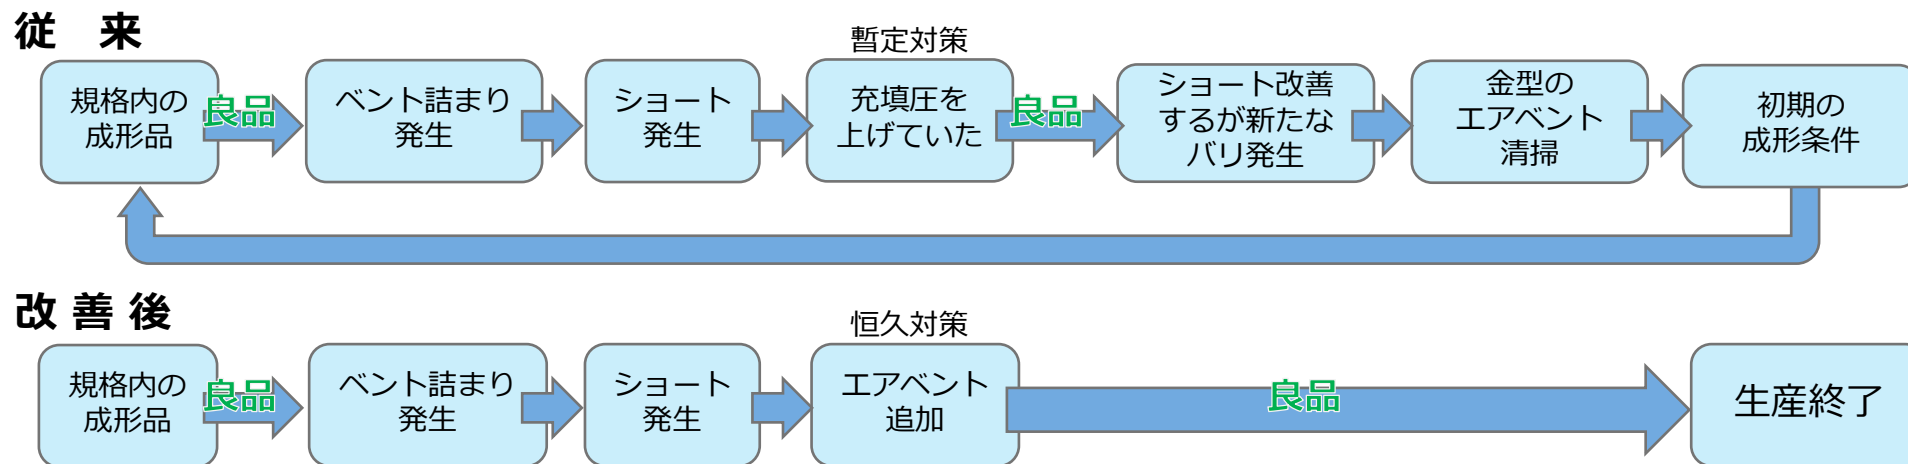 従　来
暫定対策
規格内の
成形品
良品
ベント詰まり
発生
ショート
発生
充填圧を
上げていた
良品
ショート改善
するが新たな
バリ発生
金型の
エアベント
清掃
初期の
成形条件
改 善 後
恒久対策
規格内の
成形品
良品
ベント詰まり
発生
ショート
発生
エアベント
追加
良品
生産終了